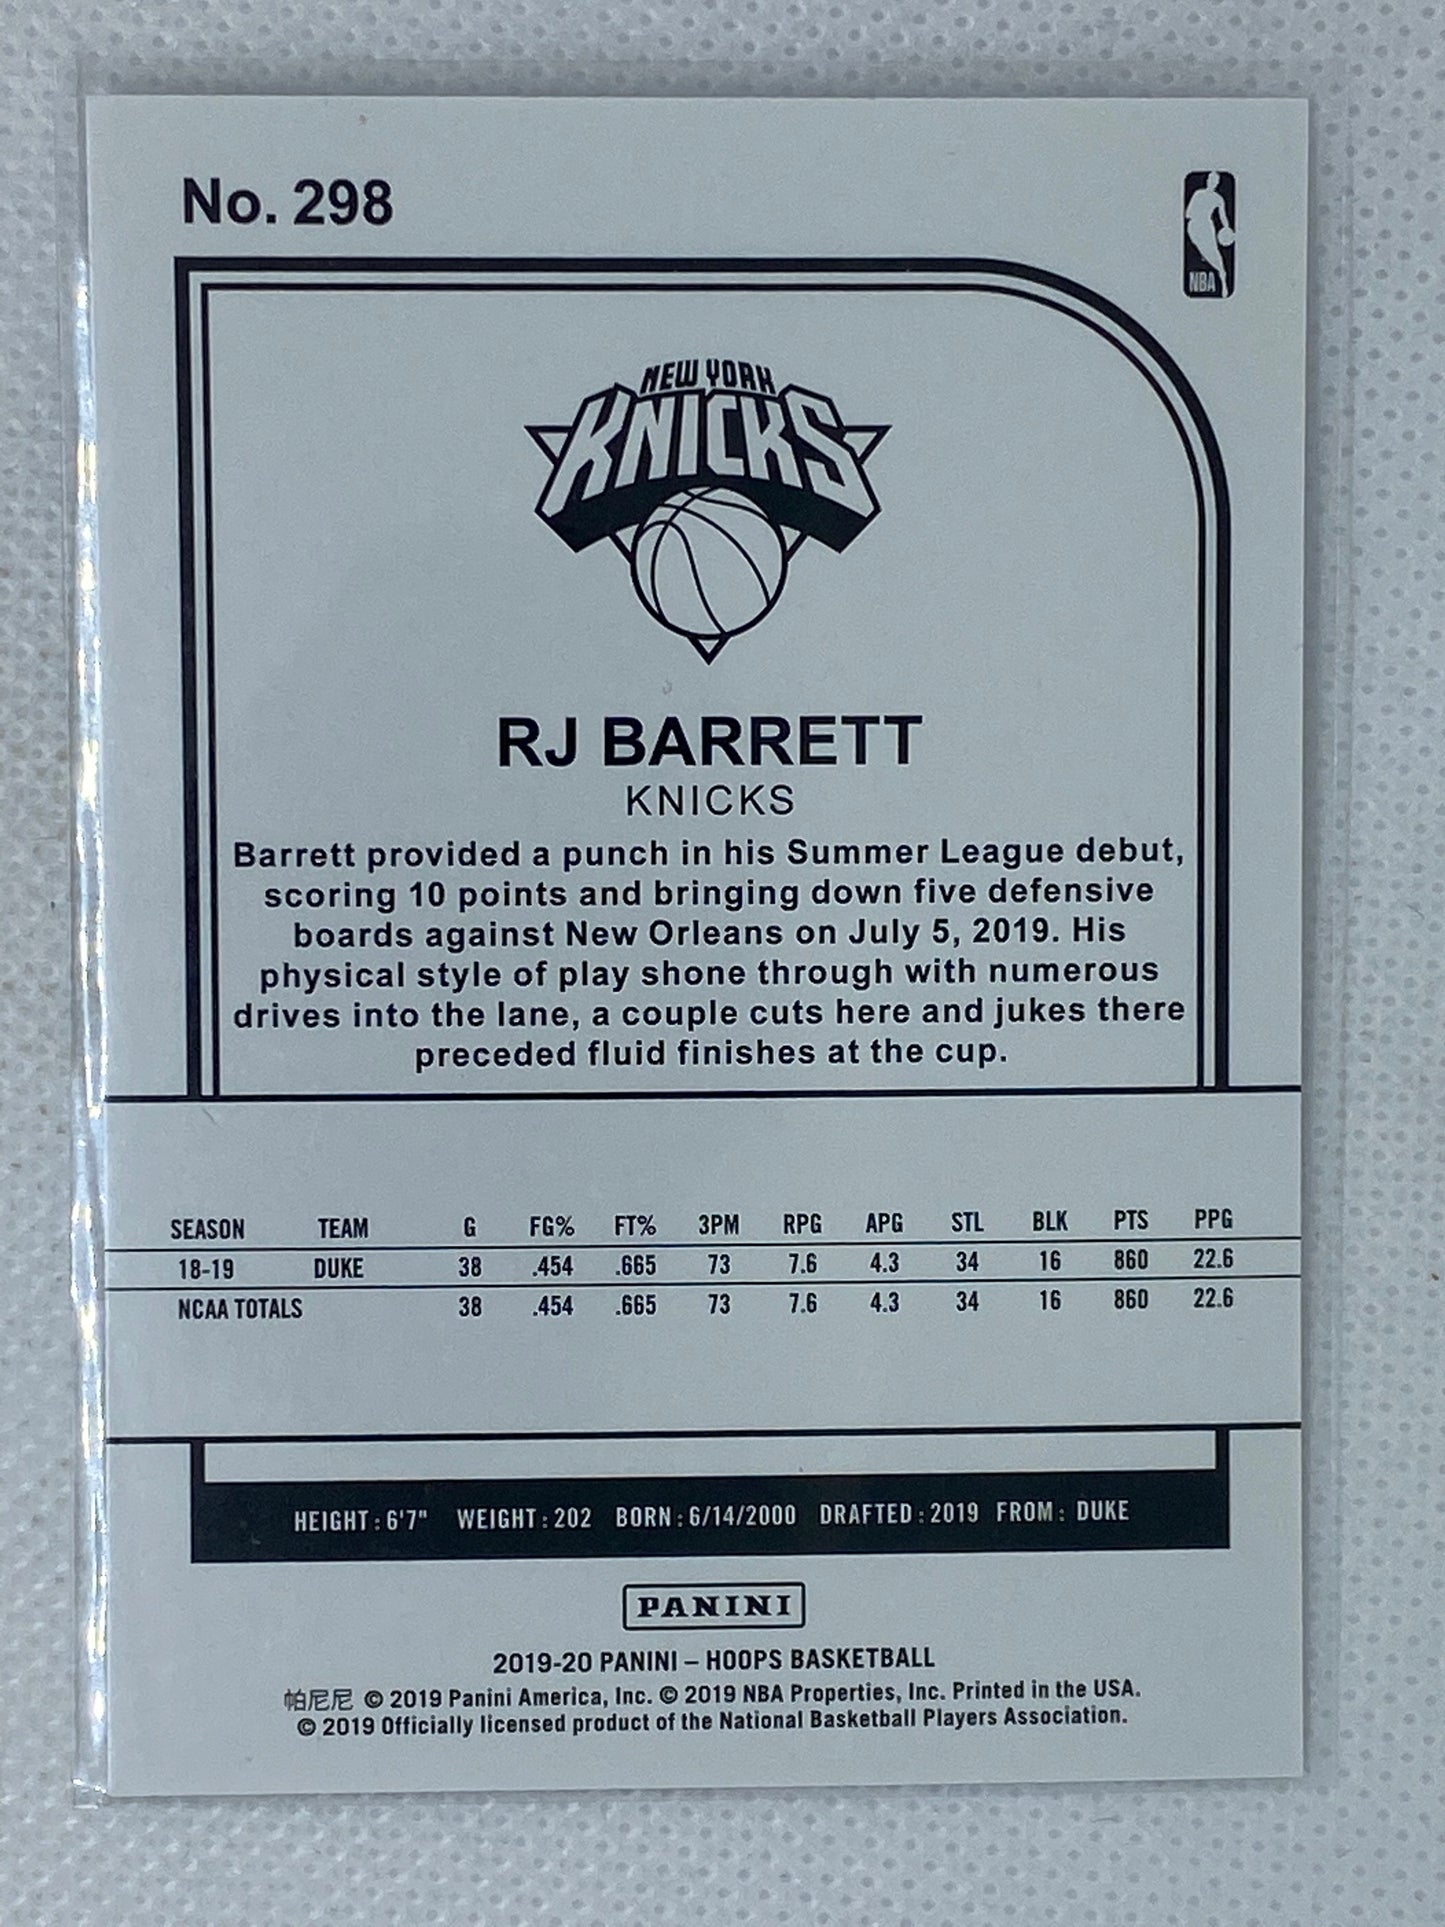 No. 298
NBA
NEW YORK
KNICKS
RJ BARRETT
KNICKS
Barrett provided a punch in his Summer League debut,
scoring 10 points and bringing down five defensive
boards against New Orleans on July 5, 2019. His
physical style of play shone through with numerous
drives into the lane, a couple cuts here and jukes there
preceded fluid finishes at the cup.
SEASON TEAM G FG% FT% 3PM RPG APG STL BLK PTS PPG
18-19 DUKE 38 .454 .665 73 7.6 4.3 34 16 860 22.6
NCAA TOTALS 38 .454 .665 73 7.6 4.3 34 16 860 22.6
HEIGHT: 6'7" WEIGHT: 202 BORN: 6/14/2000 DRAFTED: 2019 FROM: DUKE
PANINI
2019-20 PANINI – HOOPS BASKETBALL
帕尼尼 © 2019 Panini America, Inc. © 2019 NBA Properties, Inc. Printed in the USA.
© 2019 Officially licensed product of the National Basketball Players Association.